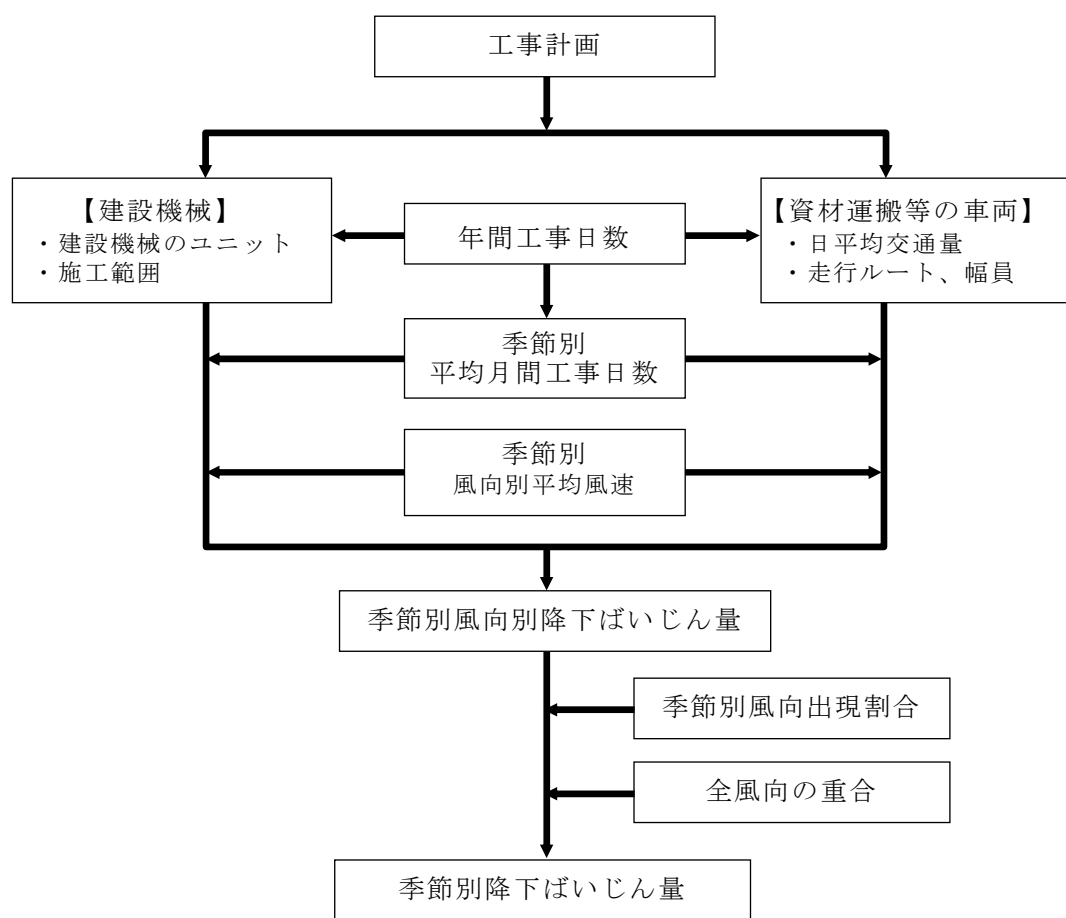 工事計画
【建設機械】
・建設機械のユニット
・施工範囲
年間工事日数
【資材運搬等の車両】
・日平均交通量
・走行ルート、幅員
季節別
平均月間工事日数
季節別
風向別平均風速
季節別風向別降下ばいじん量
季節別風向出現割合
全風向の重合
季節別降下ばいじん量